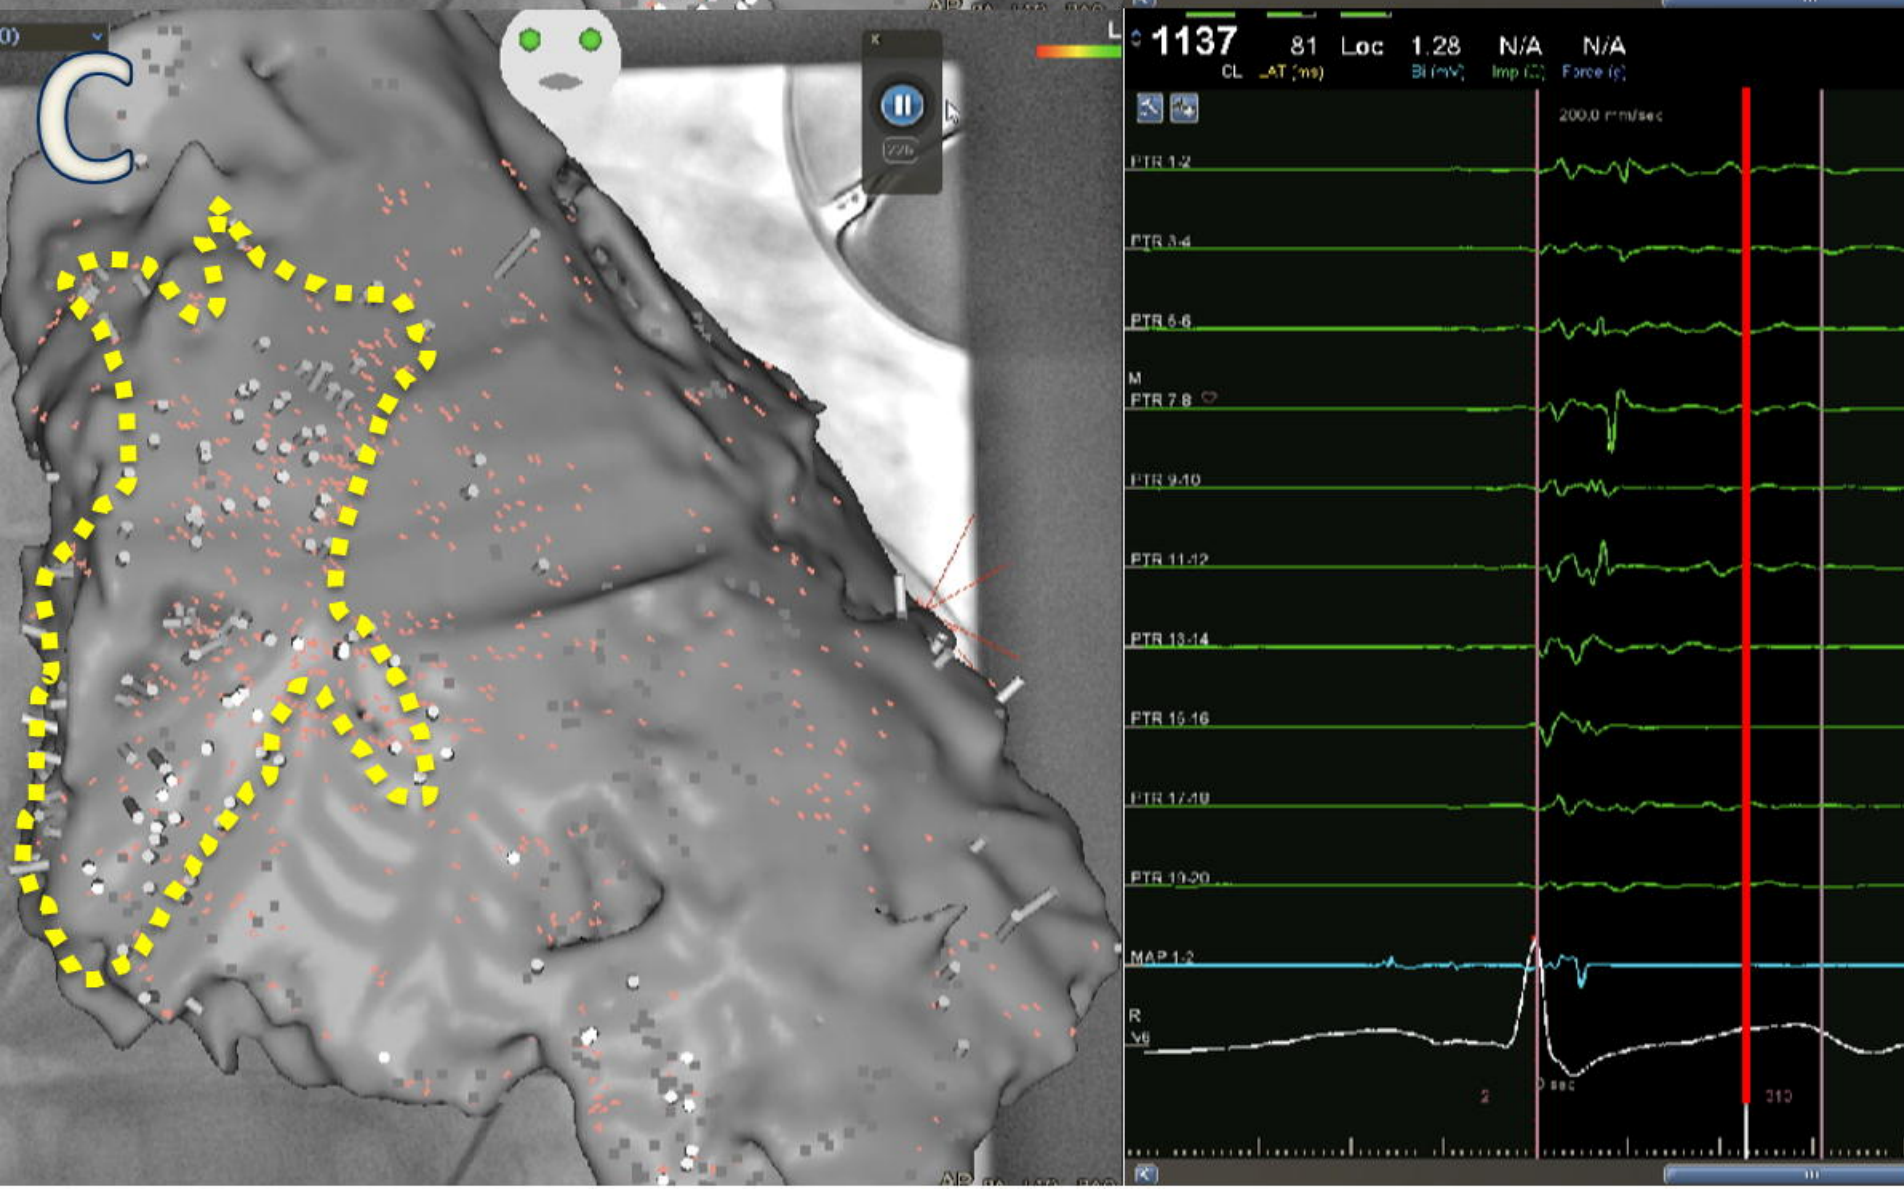 C
L
226
1137 81 Loc 1.28 N/A N/A
CL LAT (ms) Bi (mV) Imp (Ω) Force (g)
200.0 mm/sec
PTR 1-2
PTR 3-4
PTR 5-6
M
PTR 7-8
PTR 9-10
PTR 11-12
PTR 13-14
PTR 15-16
PTR 17-18
PTR 19-20
MAP 1-2
R
V6
0 sec
2 310
AP